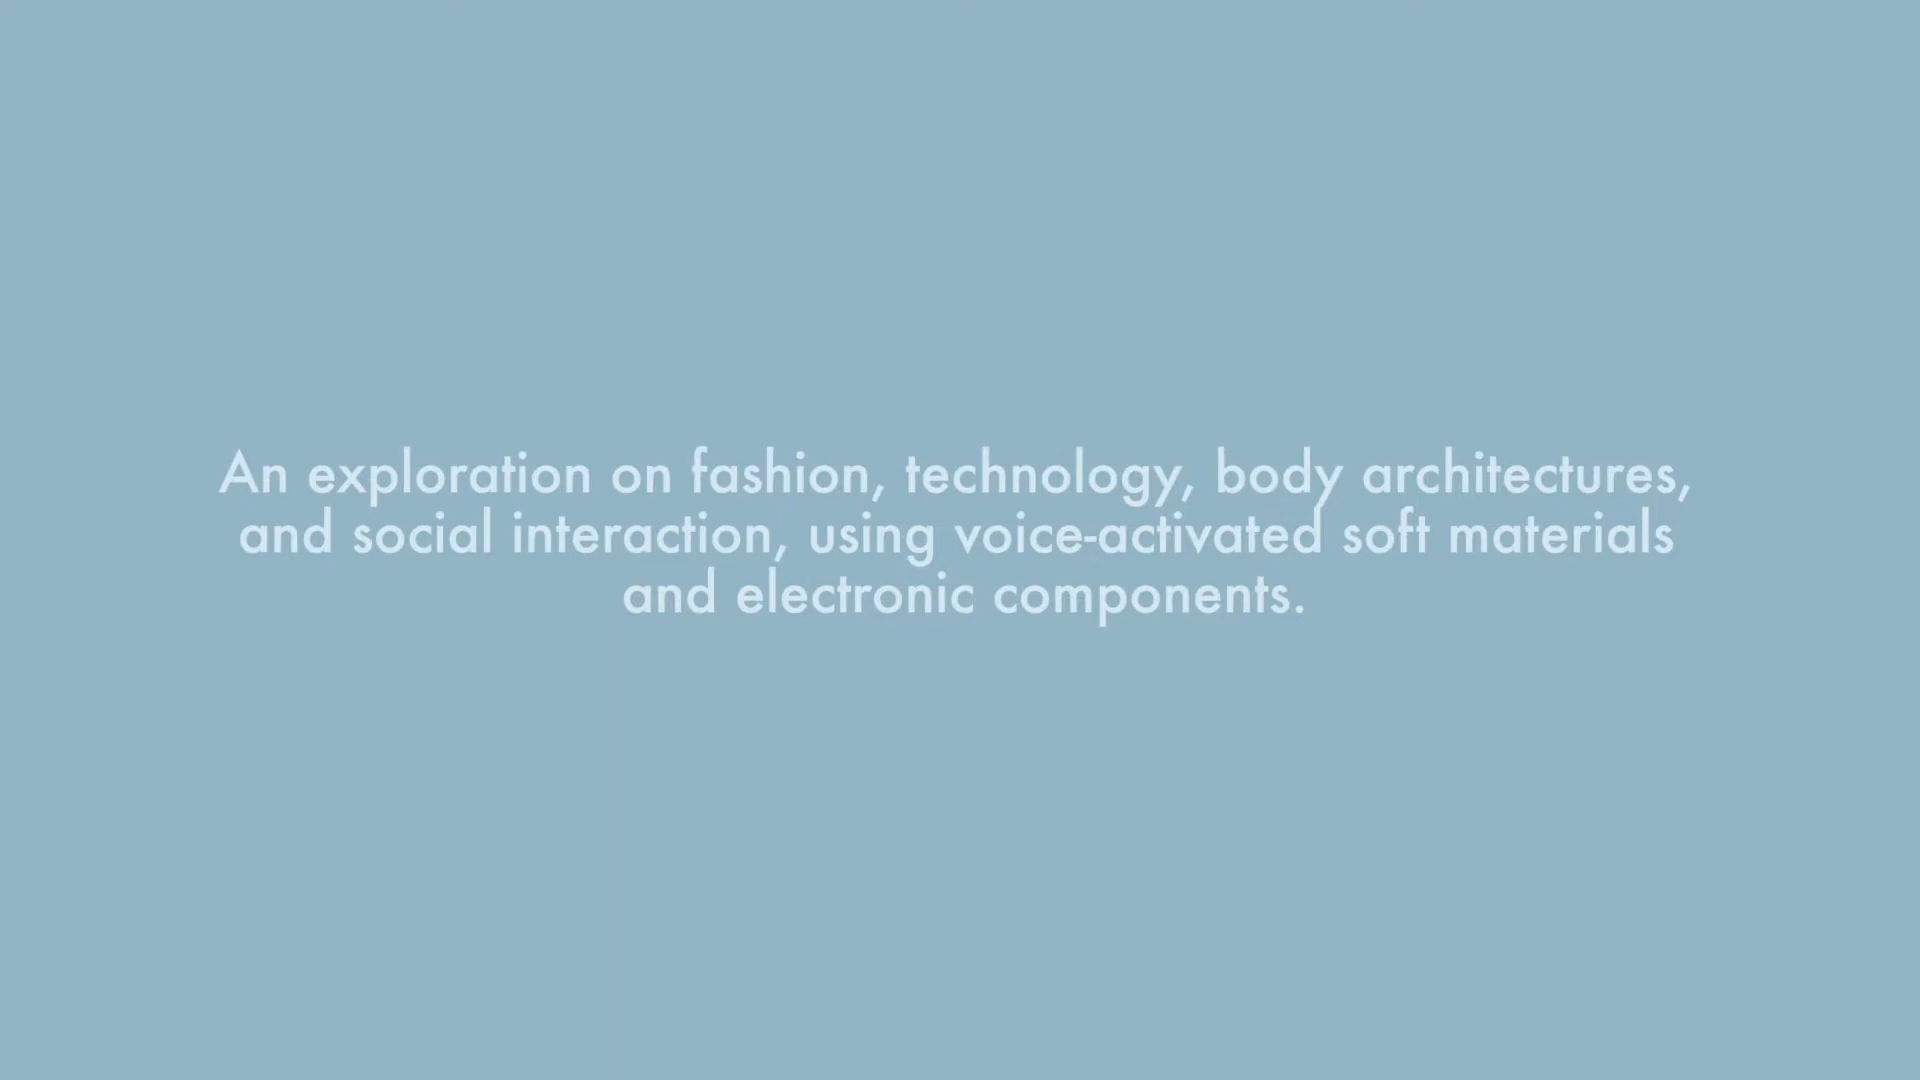 An exploration on fashion, technology, body architectures,
and social interaction, using voice-activated soft materials
and electronic components.